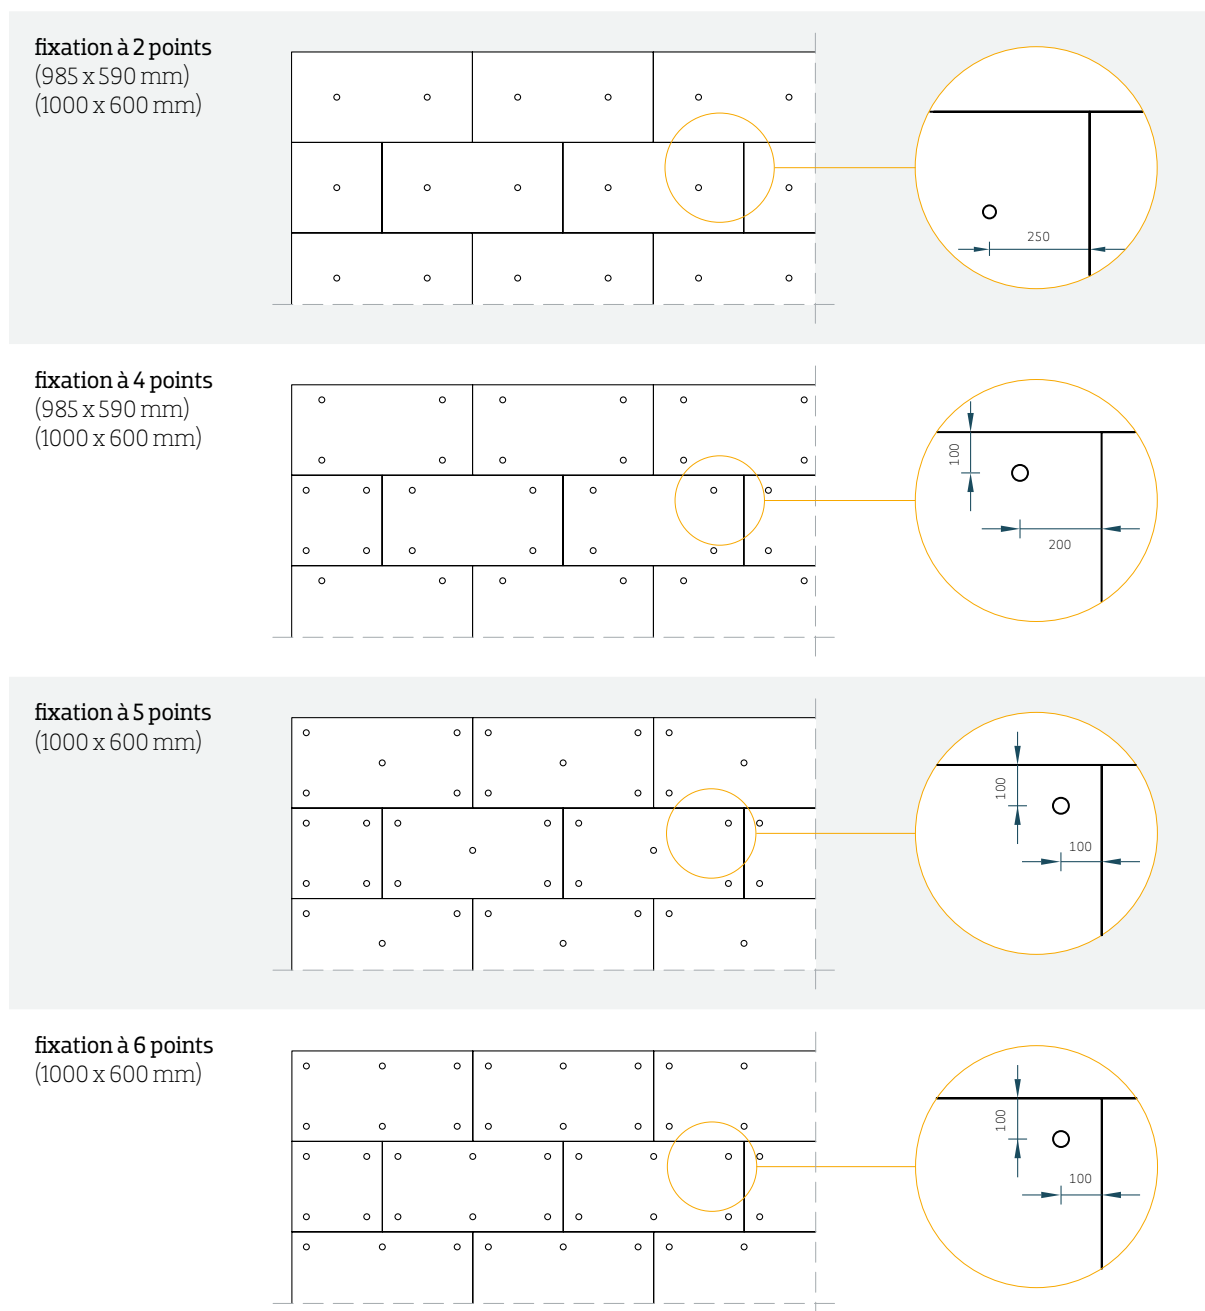 fixation à 2 points
(985 x 590 mm)
(1000 x 600 mm)
250
fixation à 4 points
(985 x 590 mm)
(1000 x 600 mm)
100
200
fixation à 5 points
(1000 x 600 mm)
100
100
fixation à 6 points
(1000 x 600 mm)
100
100